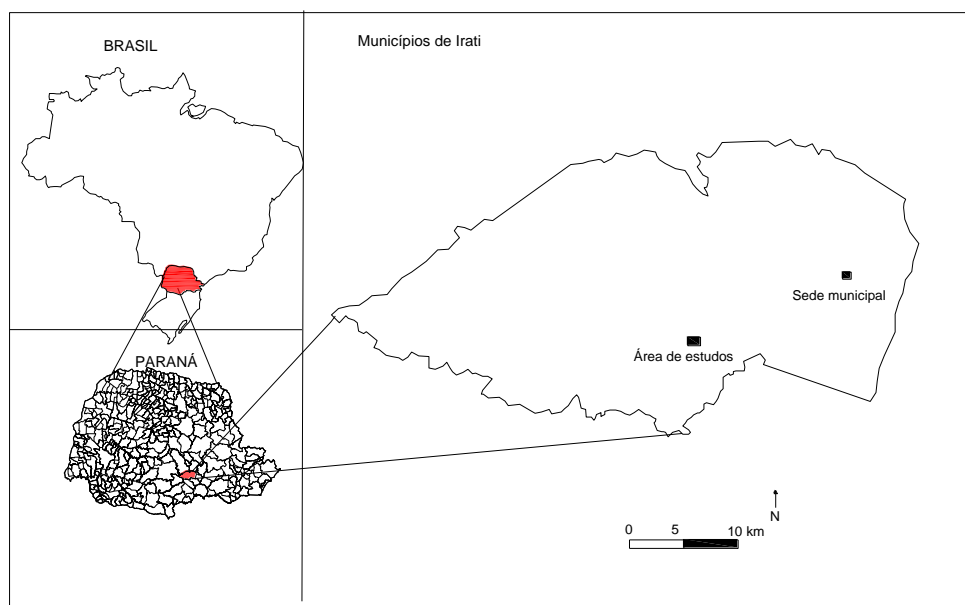 BRASIL
Municípios de Irati
Sede municipal
Área de estudos
PARANÁ
N
0 5 10 km